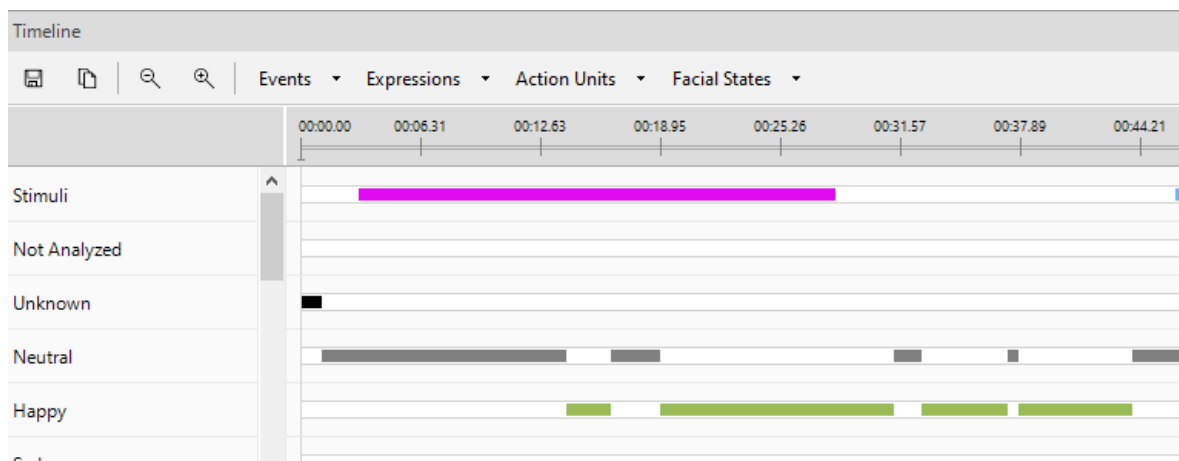 Timeline
Events Expressions Action Units Facial States
00:00.00 00:06.31 00:12.63 00:18.95 00:25.26 00:31.57 00:37.89 00:44.21
Stimuli
Not Analyzed
Unknown
Neutral
Happy